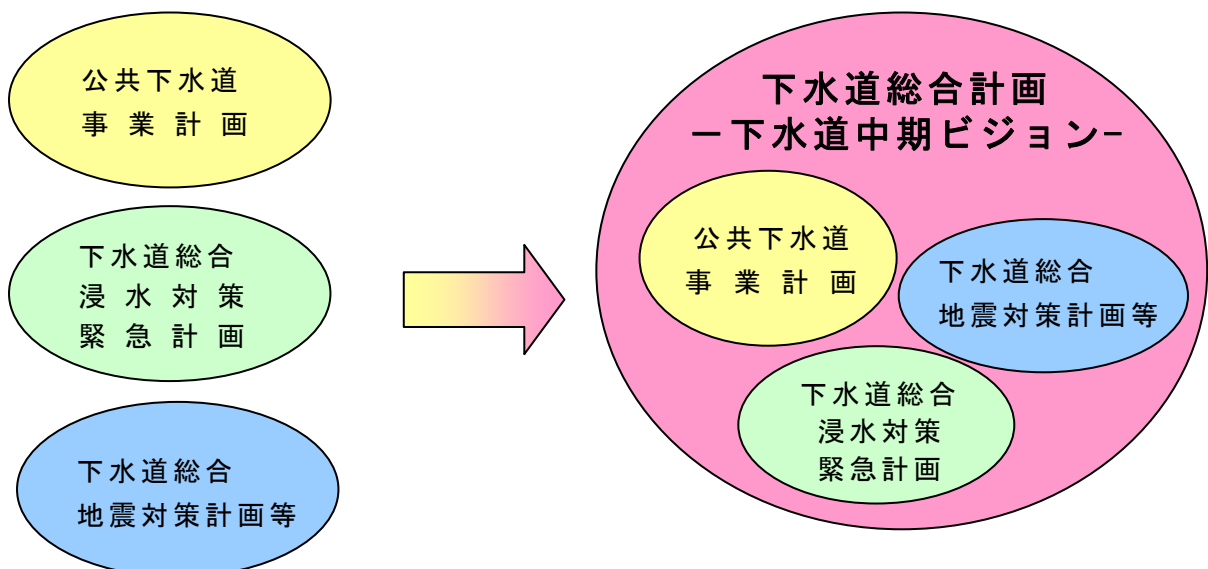 公共下水道
事業計画
下水道総合
浸水対策
緊急計画
下水道総合
地震対策計画等
下水道総合計画
－下水道中期ビジョン-
公共下水道
事業計画
下水道総合
地震対策計画等
下水道総合
浸水対策
緊急計画